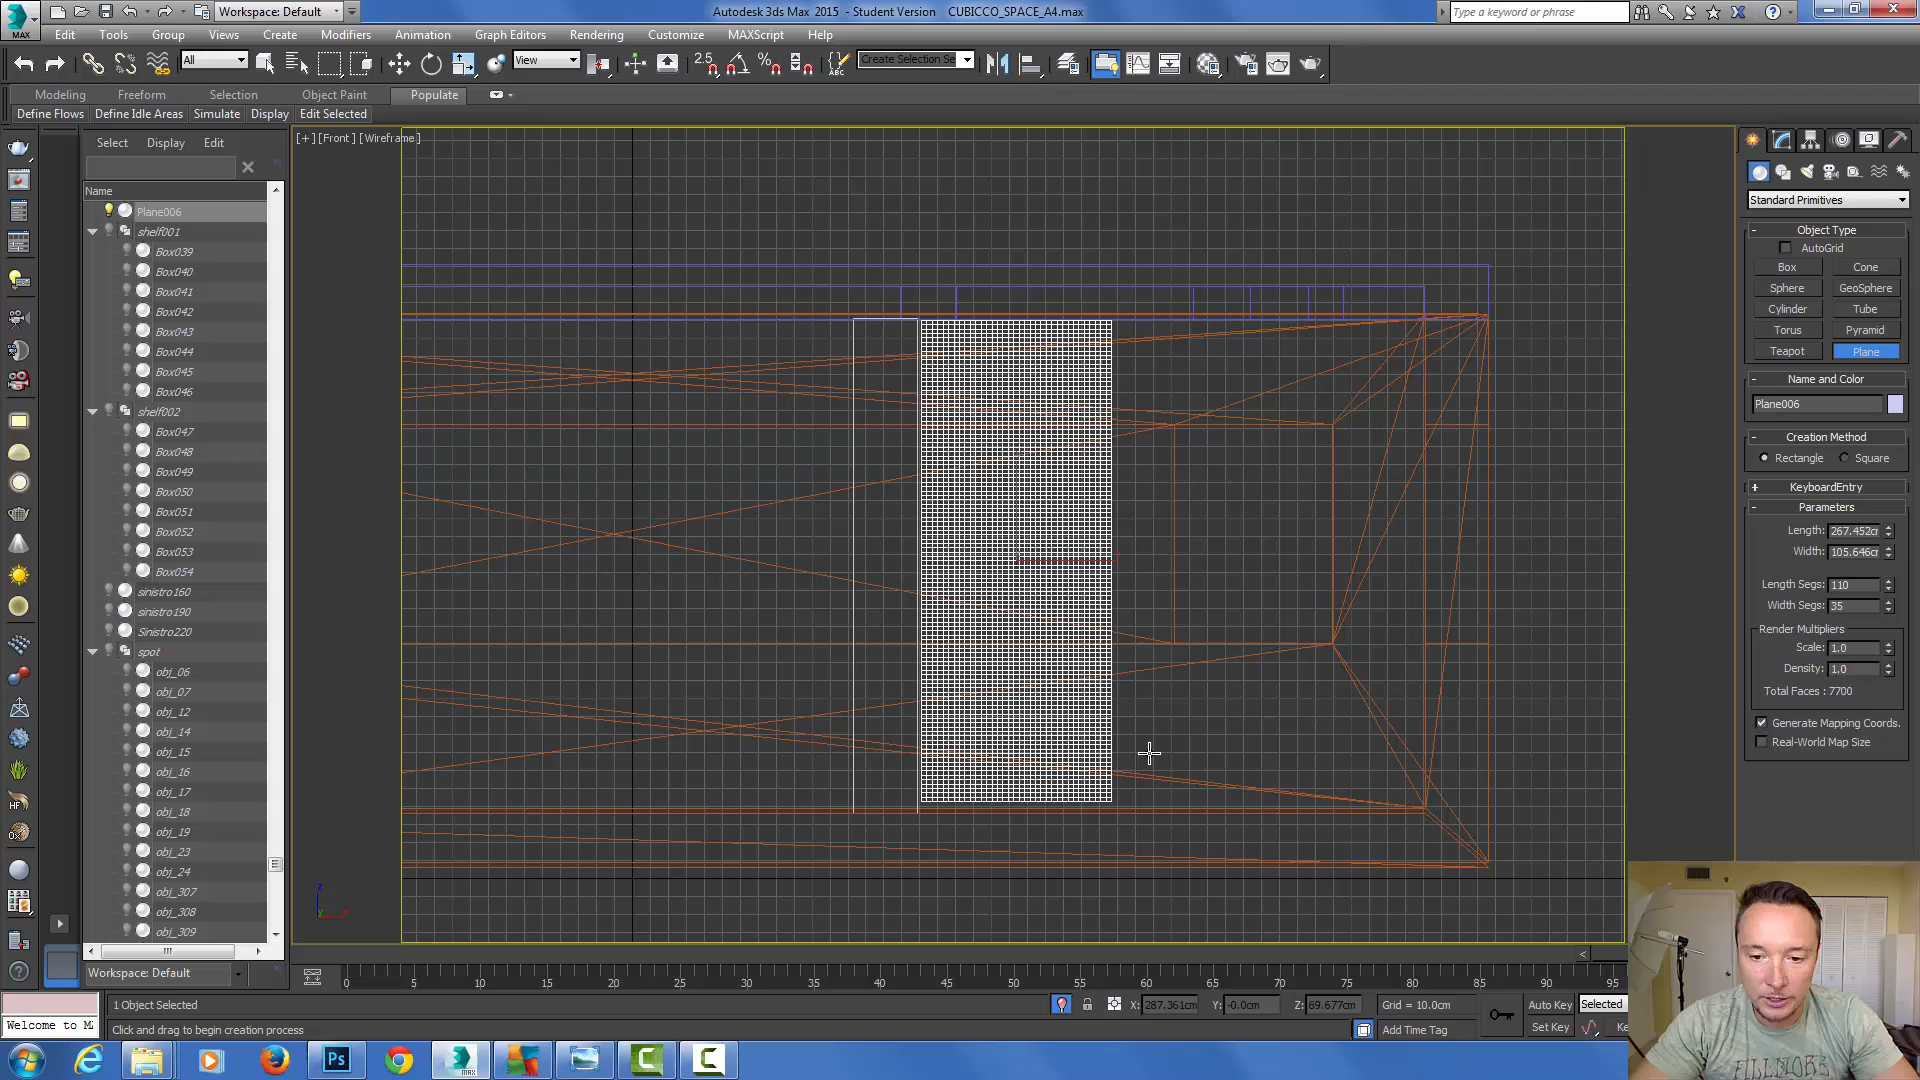 Workspace: Default
Autodesk 3ds Max 2015 - Student Version CUBICCO_SPACE_A4.max
Type a keyword or phrase
MAX
Edit Tools Group Views Create Modifiers Animation Graph Editors Rendering Customize MAXScript Help
All
View
2.5
ABC
Create Selection Se
Modeling Freeform Selection Object Paint Populate
Define Flows Define Idle Areas Simulate Display Edit Selected
Select Display Edit
[+] [Front] [Wireframe]
Name
Plane006
shelf001
Box039
Box040
Box041
Box042
Box043
Box044
Box045
Box046
shelf002
Box047
Box048
Box049
Box050
Box051
Box052
Box053
Box054
sinistro160
sinistro190
Sinistro220
spot
obj_06
obj_07
obj_12
obj_14
obj_15
obj_16
obj_17
obj_18
obj_19
obj_23
obj_24
obj_307
obj_308
obj_309
Workspace: Default
Standard Primitives
- Object Type
AutoGrid
Box Cone
Sphere GeoSphere
Cylinder Tube
Torus Pyramid
Teapot Plane
- Name and Color
Plane006
- Creation Method
Rectangle Square
+ KeyboardEntry
- Parameters
Length: 267.452cm
Width: 105.646cm
Length Segs: 110
Width Segs: 35
Render Multipliers
Scale: 1.0
Density: 1.0
Total Faces : 7700
Generate Mapping Coords.
Real-World Map Size
z
0 5 10 15 20 25 30 35 40 45 50 55 60 65 70 75 80 85 90 95
1 Object Selected
X: 287.361cm Y: -0.0cm Z: 69.677cm Grid = 10.0cm
Auto Key Selected
Welcome to M
Click and drag to begin creation process
Add Time Tag
Set Key
FILLMORE